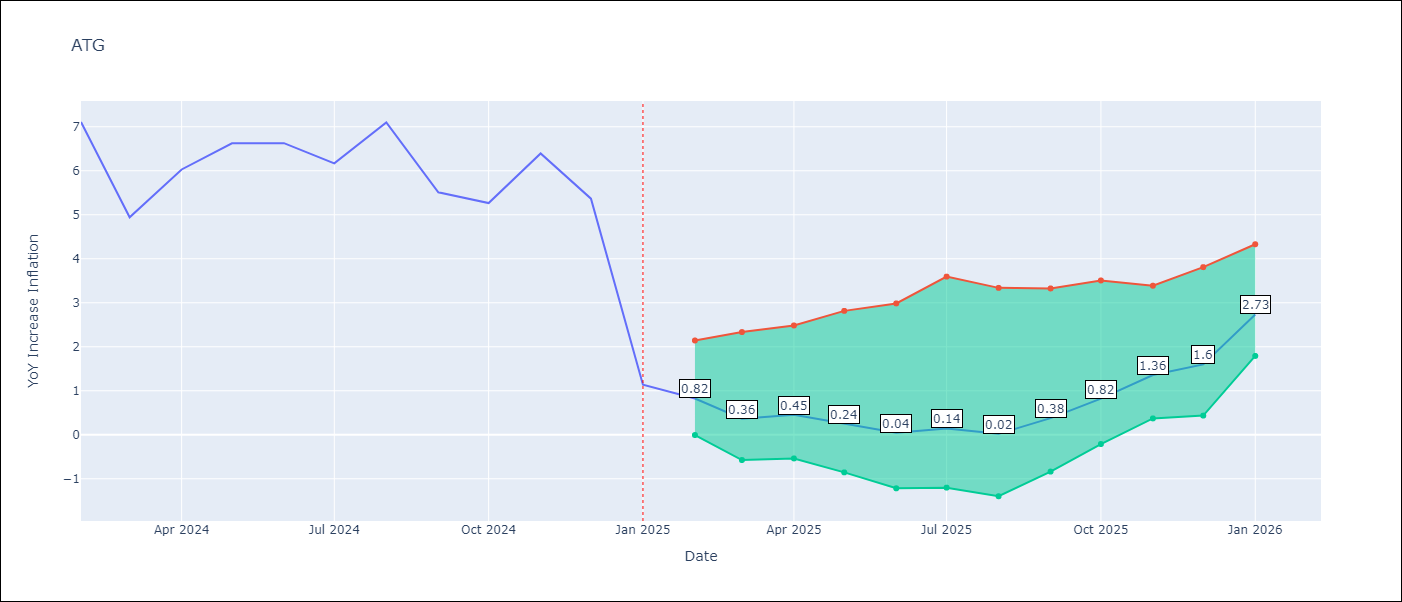 ATG
YoY Increase Inflation
7
6
5
4
3
2
1
0
−1
0.82
0.36
0.45
0.24
0.04
0.14
0.02
0.38
0.82
1.36
1.6
2.73
Apr 2024
Jul 2024
Oct 2024
Jan 2025
Apr 2025
Jul 2025
Oct 2025
Jan 2026
Date